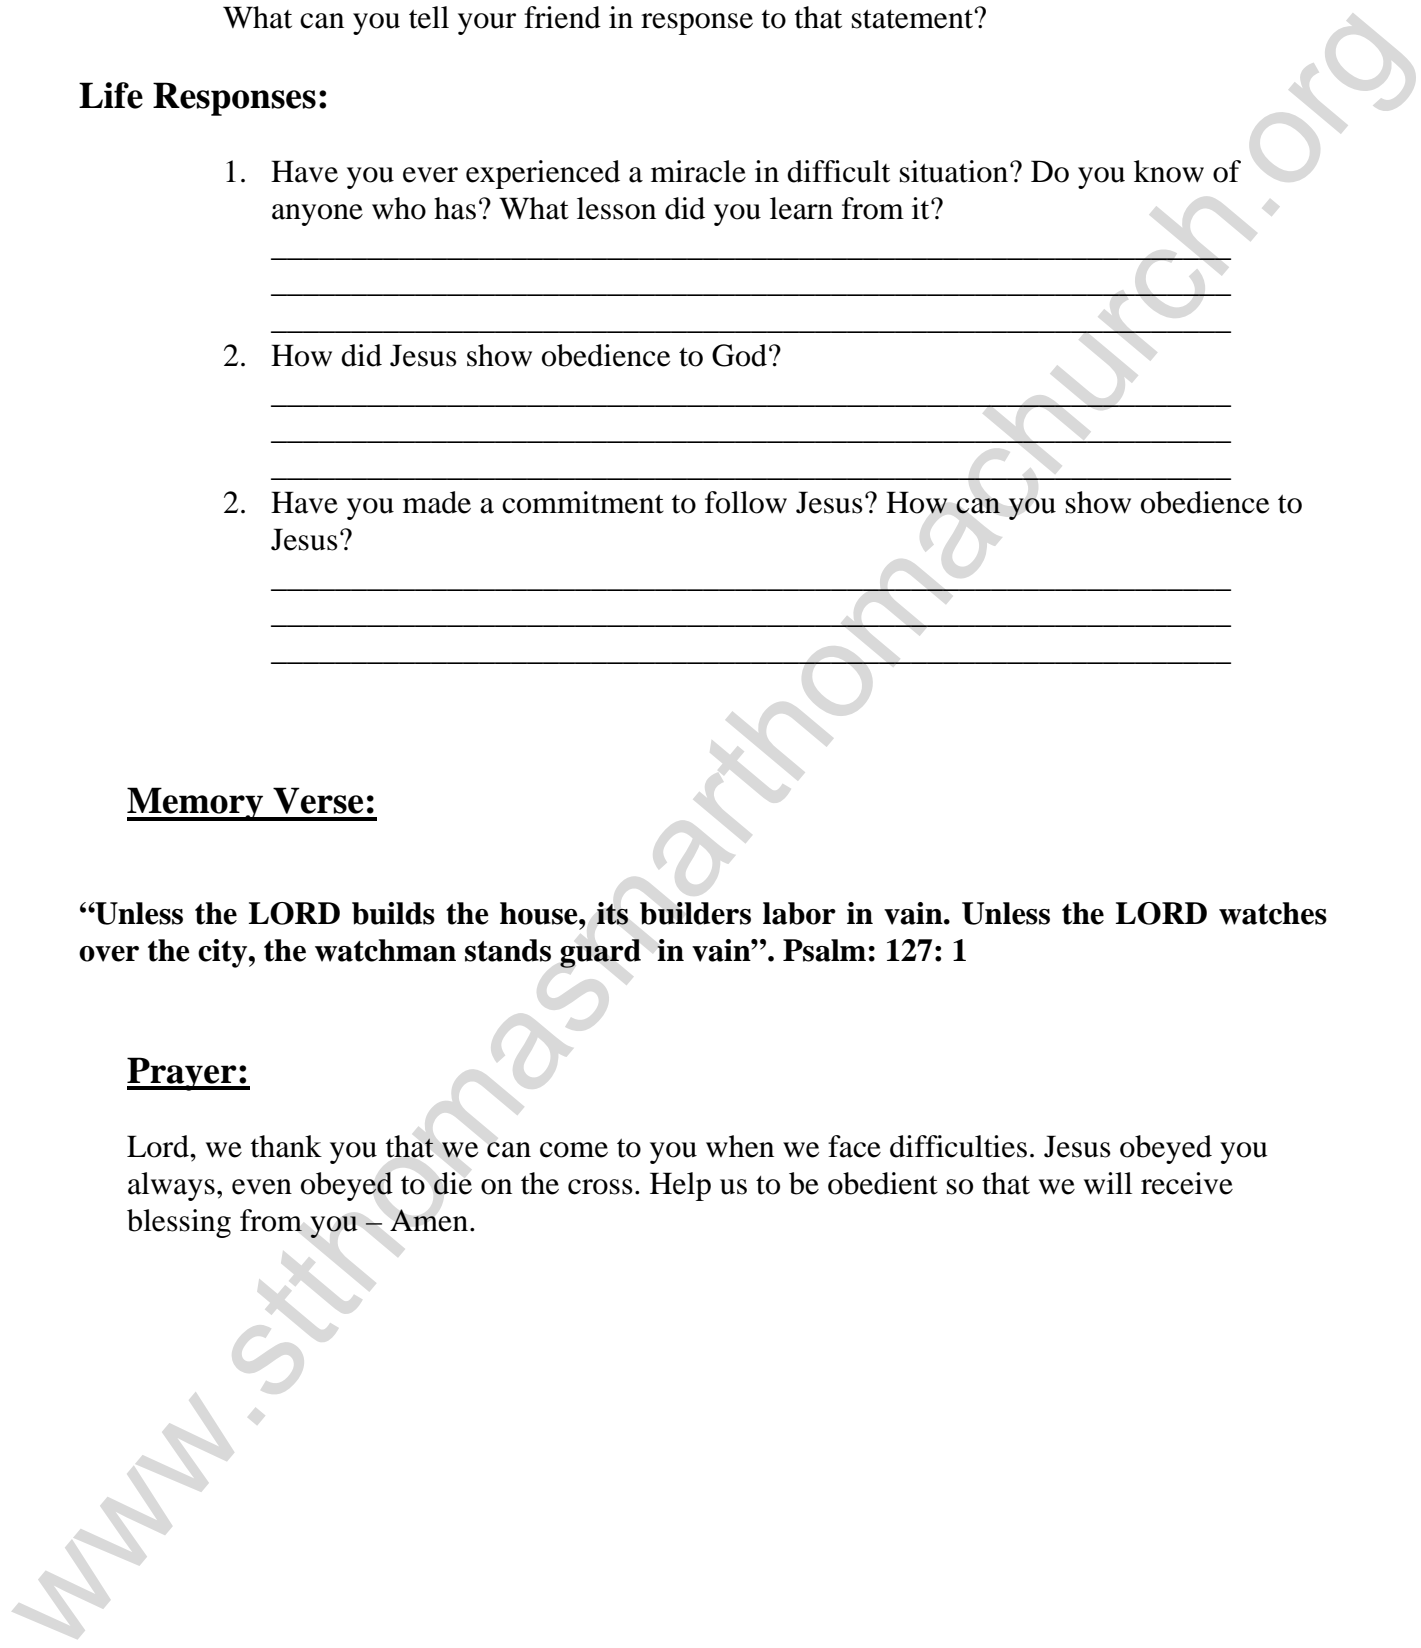 What can you tell your friend in response to that statement?
Life Responses:
1. Have you ever experienced a miracle in difficult situation? Do you know of
anyone who has? What lesson did you learn from it?
2. How did Jesus show obedience to God?
2. Have you made a commitment to follow Jesus? How can you show obedience to
Jesus?
Memory Verse:
“Unless the LORD builds the house, its builders labor in vain. Unless the LORD watches
over the city, the watchman stands guard  in vain”. Psalm: 127: 1
Prayer:
Lord, we thank you that we can come to you when we face difficulties. Jesus obeyed you
always, even obeyed to die on the cross. Help us to be obedient so that we will receive
blessing from you – Amen.
www.stthomasmarthomachurch.org